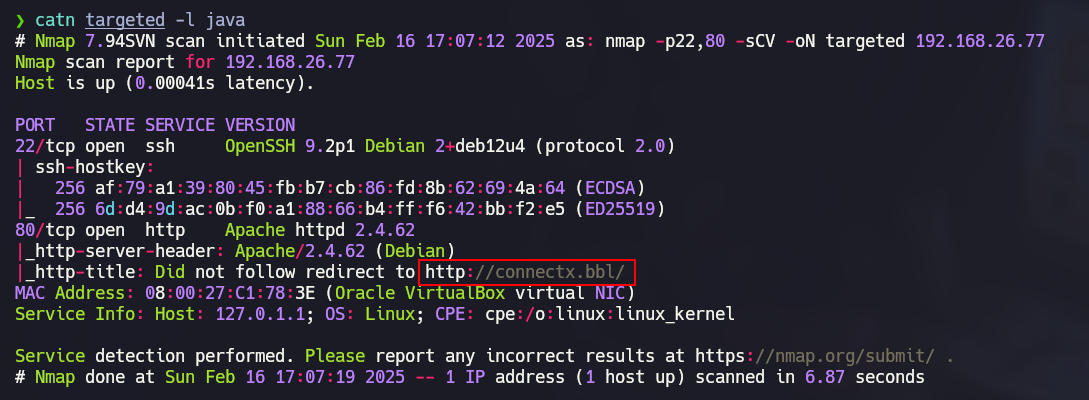 ❯ catn targeted -l java
# Nmap 7.94SVN scan initiated Sun Feb 16 17:07:12 2025 as: nmap -p22,80 -sCV -oN targeted 192.168.26.77
Nmap scan report for 192.168.26.77
Host is up (0.00041s latency).

PORT   STATE SERVICE VERSION
22/tcp open  ssh     OpenSSH 9.2p1 Debian 2+deb12u4 (protocol 2.0)
| ssh-hostkey:
|   256 af:79:a1:39:80:45:fb:b7:cb:86:fd:8b:62:69:4a:64 (ECDSA)
|_  256 6d:d4:9d:ac:0b:f0:a1:88:66:b4:ff:f6:42:bb:f2:e5 (ED25519)
80/tcp open  http    Apache httpd 2.4.62
|_http-server-header: Apache/2.4.62 (Debian)
|_http-title: Did not follow redirect to http://connectx.bbl/
MAC Address: 08:00:27:C1:78:3E (Oracle VirtualBox virtual NIC)
Service Info: Host: 127.0.1.1; OS: Linux; CPE: cpe:/o:linux:linux_kernel

Service detection performed. Please report any incorrect results at https://nmap.org/submit/ .
# Nmap done at Sun Feb 16 17:07:19 2025 -- 1 IP address (1 host up) scanned in 6.87 seconds